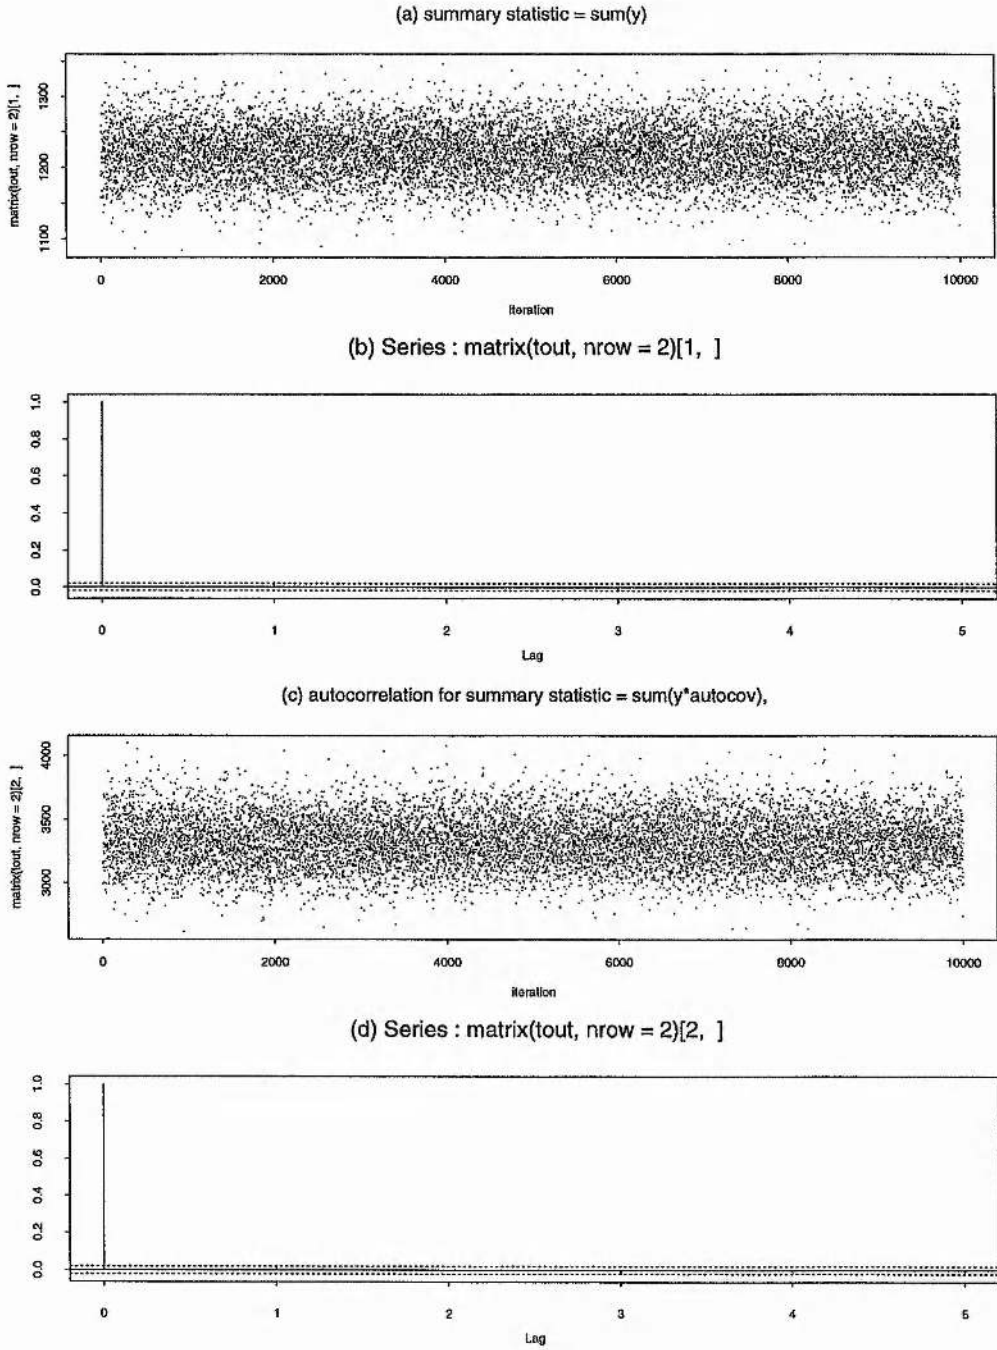 (a) summary statistic = sum(y)
matrix(tout, nrow = 2)[1, ]
1300
1200
1100
0 2000 4000 6000 8000 10000
iteration
(b) Series : matrix(tout, nrow = 2)[1, ]
1.0
0.8
0.6
0.4
0.2
0.0
0 1 2 3 4 5
Lag
(c) autocorrelation for summary statistic = sum(y*autocov),
matrix(tout, nrow = 2)[2, ]
4000
3500
3000
0 2000 4000 6000 8000 10000
iteration
(d) Series : matrix(tout, nrow = 2)[2, ]
1.0
0.8
0.6
0.4
0.2
0.0
0 1 2 3 4 5
Lag